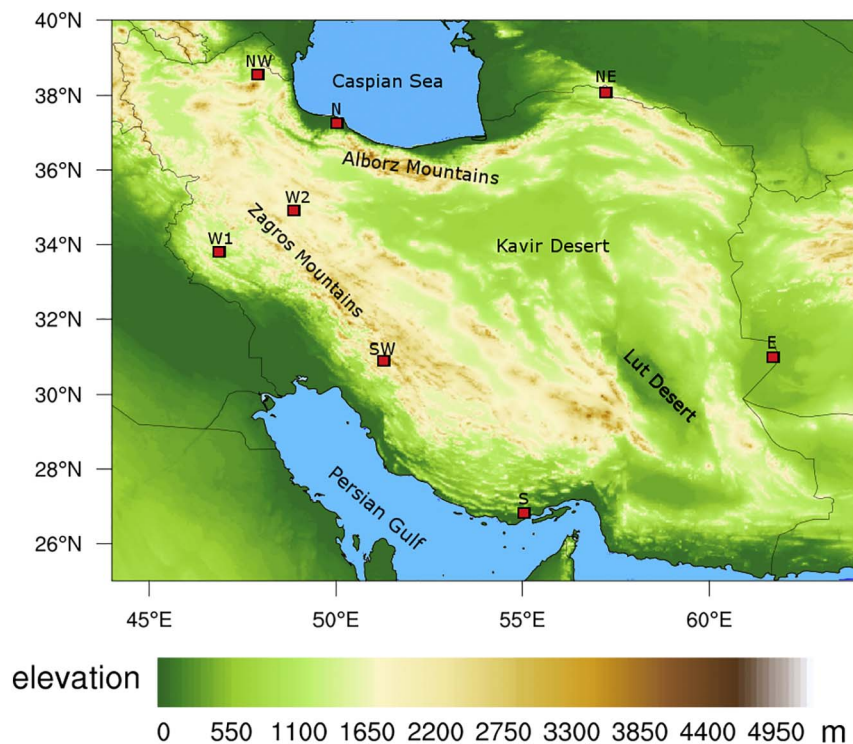 40°N
38°N
36°N
34°N
32°N
30°N
28°N
26°N
NW
Caspian Sea
NE
N
Alborz Mountains
W2
Zagros Mountains
W1
Kavir Desert
SW
E
Lut Desert
Persian Gulf
S
45°E 50°E 55°E 60°E
elevation
0 550 1100 1650 2200 2750 3300 3850 4400 4950 m